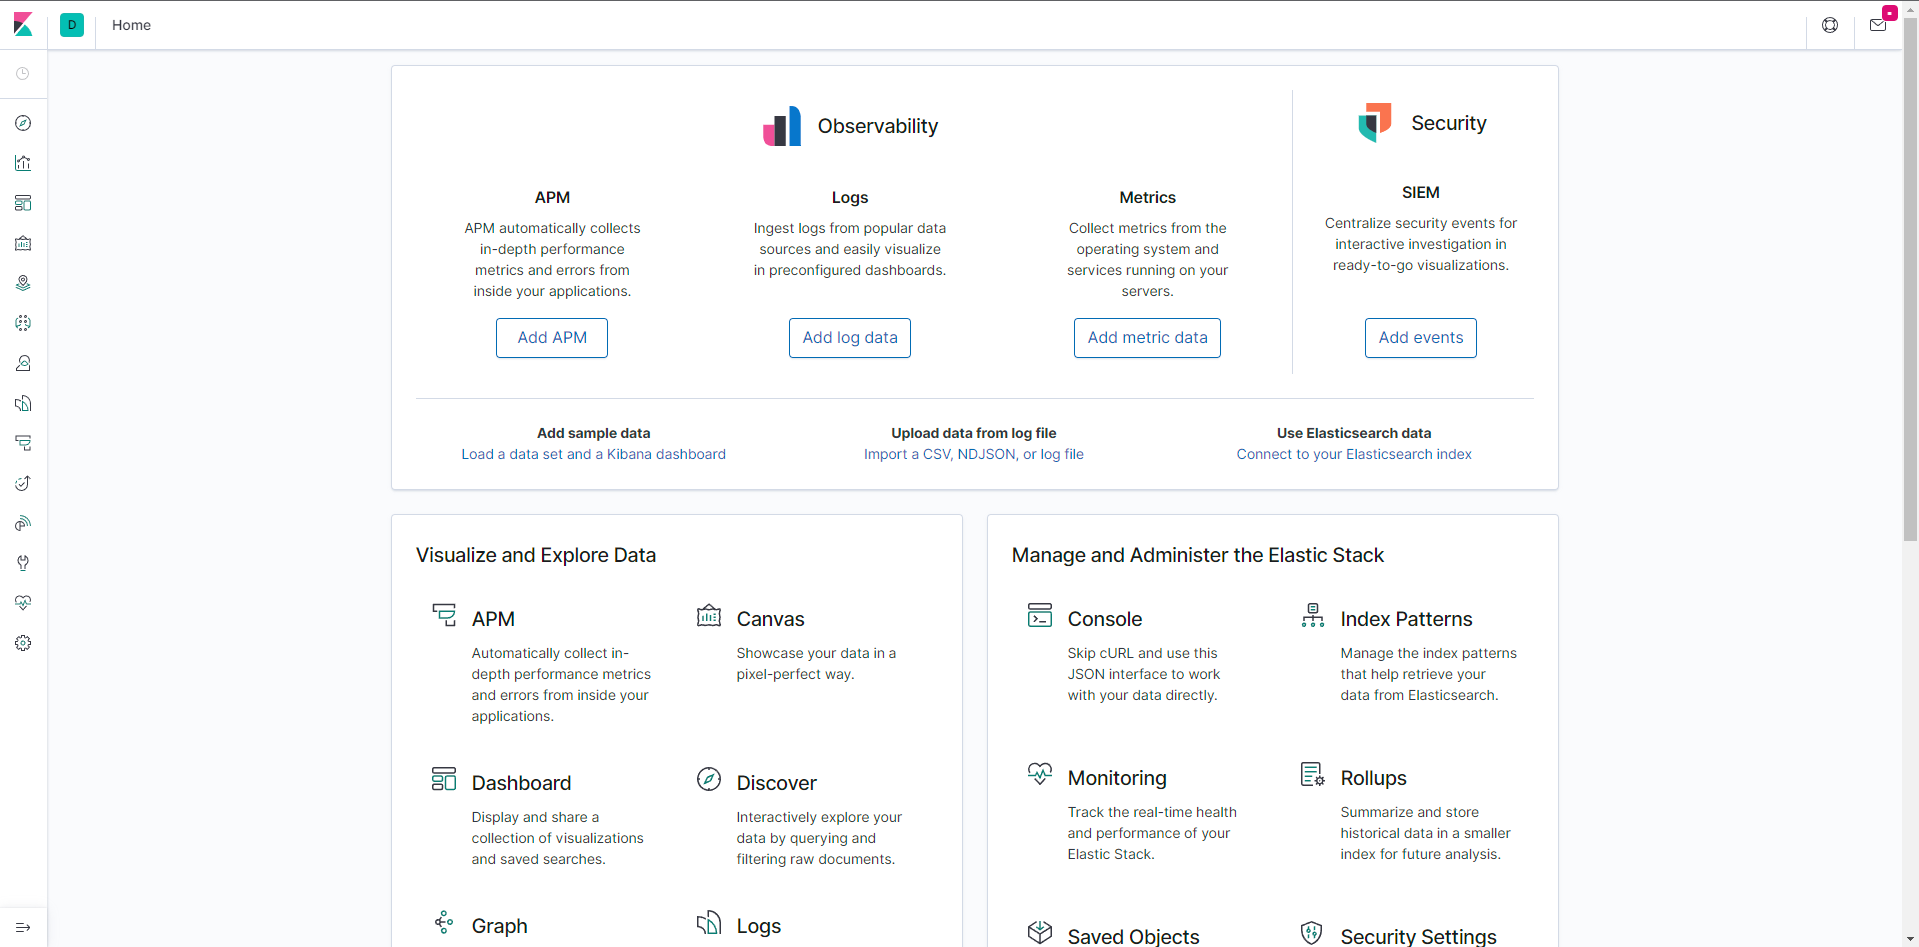 D
Home
Observability
Security
APM
APM automatically collects
in-depth performance
metrics and errors from
inside your applications.
Add APM
Logs
Ingest logs from popular data
sources and easily visualize
in preconfigured dashboards.
Add log data
Metrics
Collect metrics from the
operating system and
services running on your
servers.
Add metric data
SIEM
Centralize security events for
interactive investigation in
ready-to-go visualizations.
Add events
Add sample data
Load a data set and a Kibana dashboard
Upload data from log file
Import a CSV, NDJSON, or log file
Use Elasticsearch data
Connect to your Elasticsearch index
Visualize and Explore Data
APM
Automatically collect in-
depth performance metrics
and errors from inside your
applications.
Canvas
Showcase your data in a
pixel-perfect way.
Dashboard
Display and share a
collection of visualizations
and saved searches.
Discover
Interactively explore your
data by querying and
filtering raw documents.
Graph
Logs
Manage and Administer the Elastic Stack
Console
Skip cURL and use this
JSON interface to work
with your data directly.
Index Patterns
Manage the index patterns
that help retrieve your
data from Elasticsearch.
Monitoring
Track the real-time health
and performance of your
Elastic Stack.
Rollups
Summarize and store
historical data in a smaller
index for future analysis.
Saved Objects
Security Settings